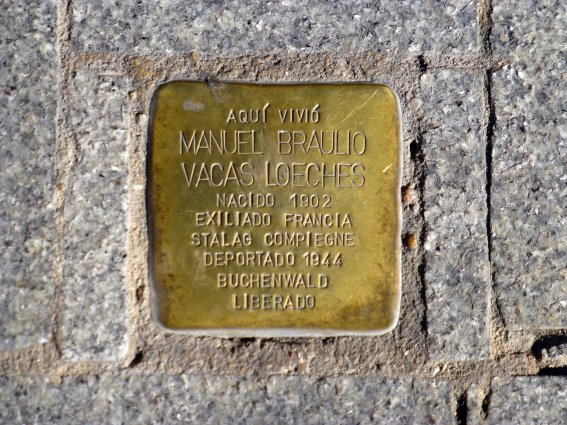 AQUÍ VIVIÓ
MANUEL BRAULIO
VACAS LOECHES
NACIDO 1902
EXILIADO FRANCIA
STALAG COMPIEGNE
DEPORTADO 1944
BUCHENWALD
LIBERADO